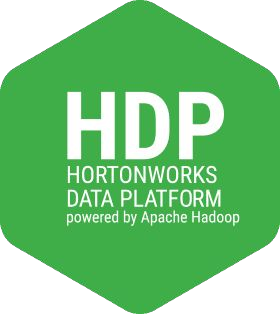 HDP
HORTONWORKS
DATA PLATFORM
powered by Apache Hadoop